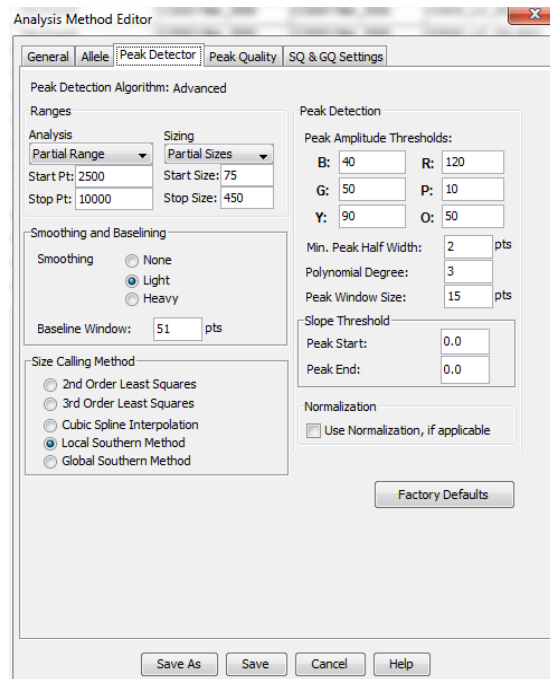 Analysis Method Editor
General Allele Peak Detector Peak Quality SQ & GQ Settings
Peak Detection Algorithm: Advanced
Ranges
Analysis Sizing
Partial Range Partial Sizes
Start Pt: 2500 Start Size: 75
Stop Pt: 10000 Stop Size: 450
Smoothing and Baselining
Smoothing None
Light
Heavy
Baseline Window: 51 pts
Size Calling Method
2nd Order Least Squares
3rd Order Least Squares
Cubic Spline Interpolation
Local Southern Method
Global Southern Method
Peak Detection
Peak Amplitude Thresholds:
B: 40 R: 120
G: 50 P: 10
Y: 90 O: 50
Min. Peak Half Width: 2 pts
Polynomial Degree: 3
Peak Window Size: 15 pts
Slope Threshold
Peak Start: 0.0
Peak End: 0.0
Normalization
Use Normalization, if applicable
Factory Defaults
Save As Save Cancel Help